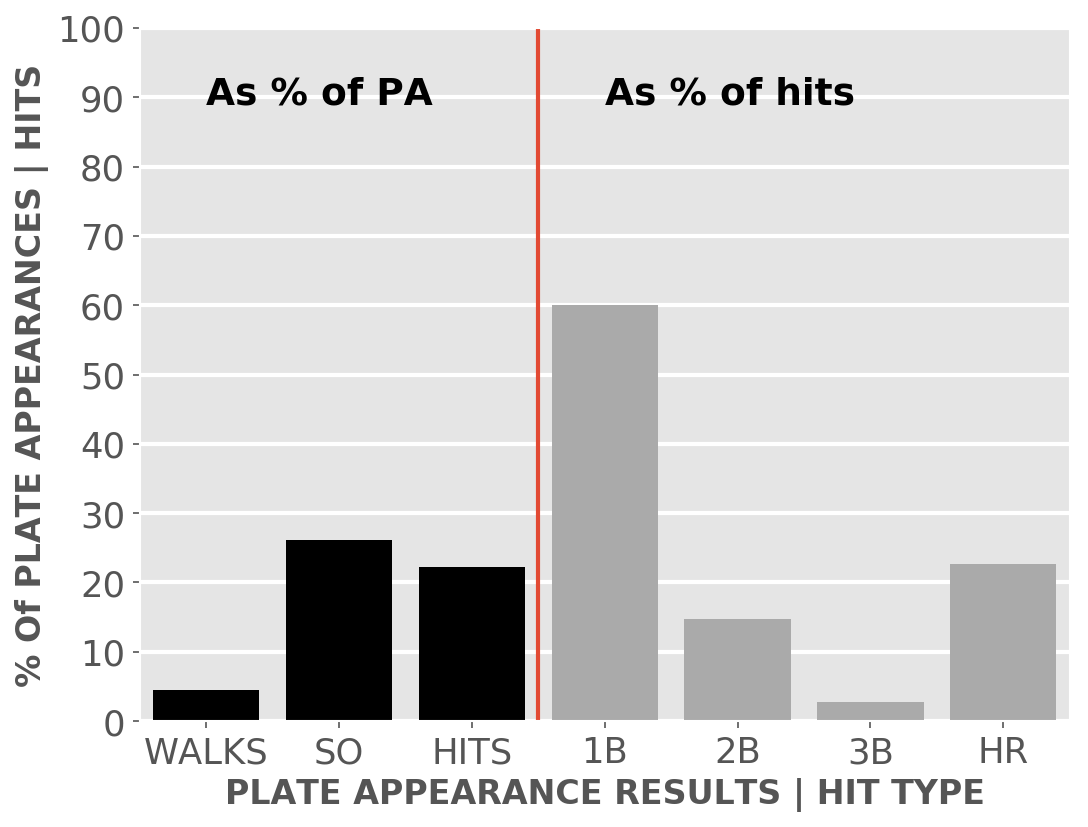 % Of PLATE APPEARANCES | HITS
100
90
80
70
60
50
40
30
20
10
0
As % of PA
As % of hits
WALKS SO HITS 1B 2B 3B HR
PLATE APPEARANCE RESULTS | HIT TYPE